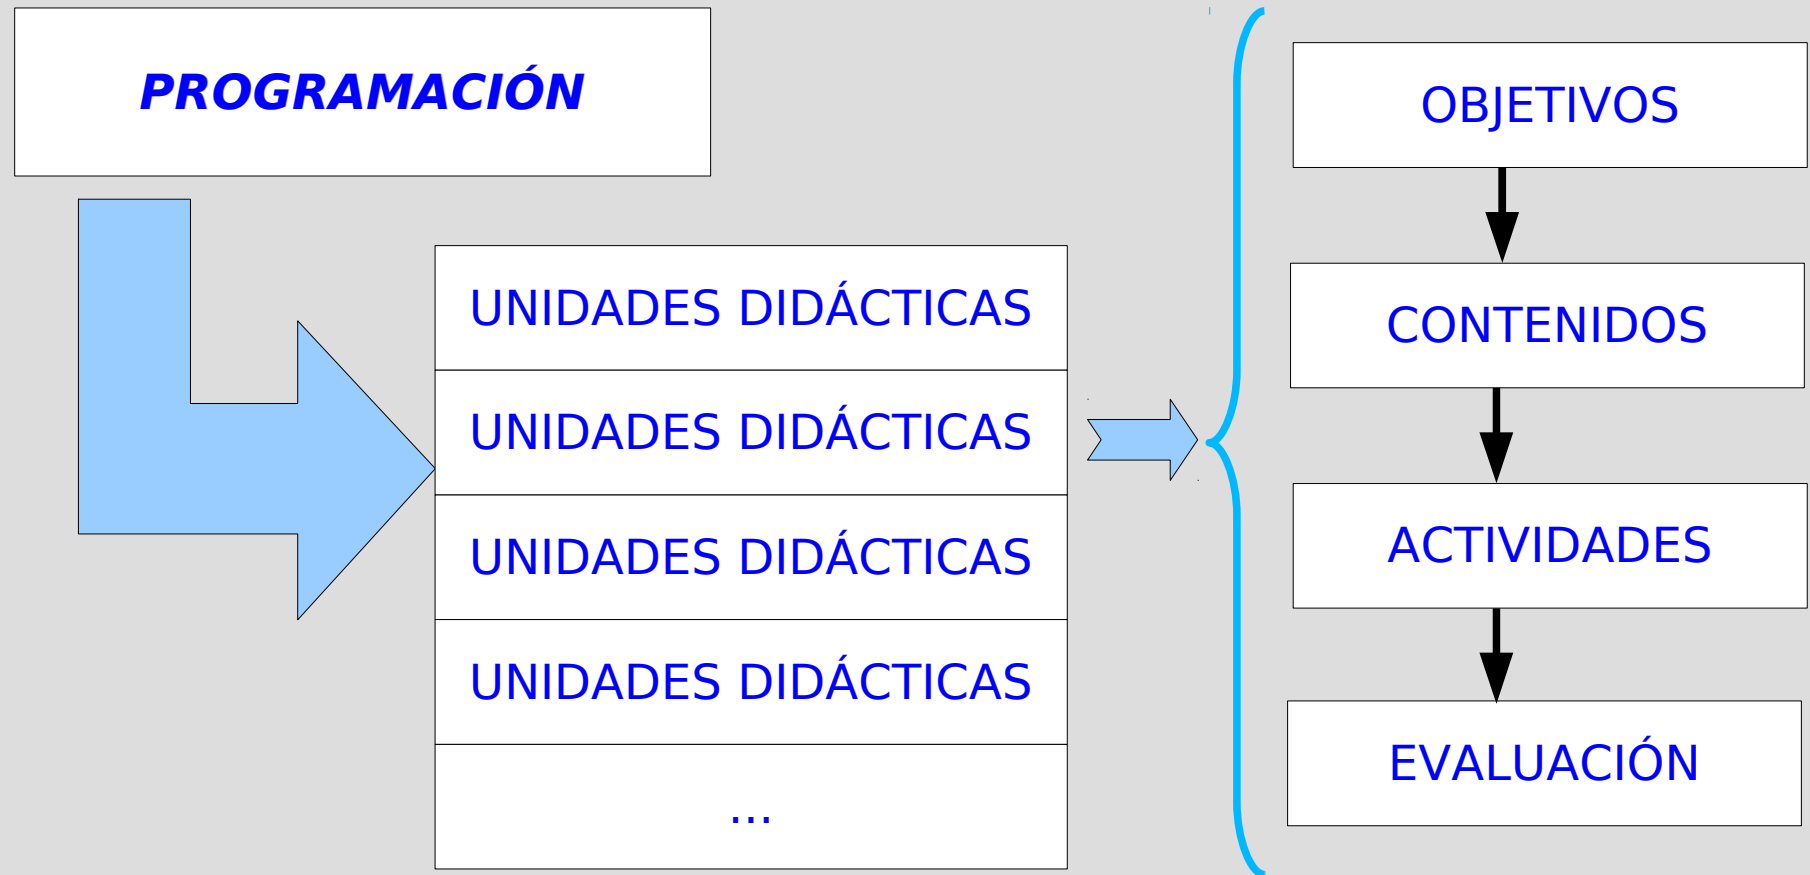 PROGRAMACIÓN
UNIDADES DIDÁCTICAS
UNIDADES DIDÁCTICAS
UNIDADES DIDÁCTICAS
UNIDADES DIDÁCTICAS
...
OBJETIVOS
CONTENIDOS
ACTIVIDADES
EVALUACIÓN